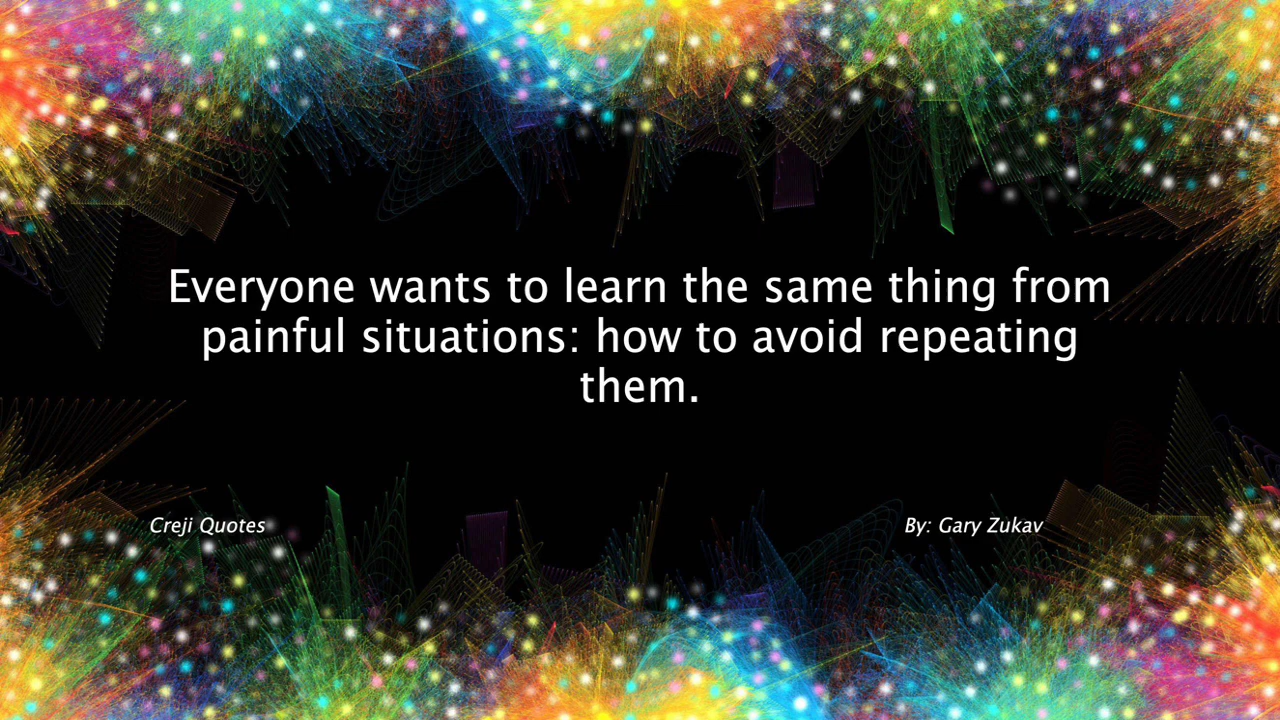 Everyone wants to learn the same thing from
painful situations: how to avoid repeating
them.
Creji Quotes
By: Gary Zukav